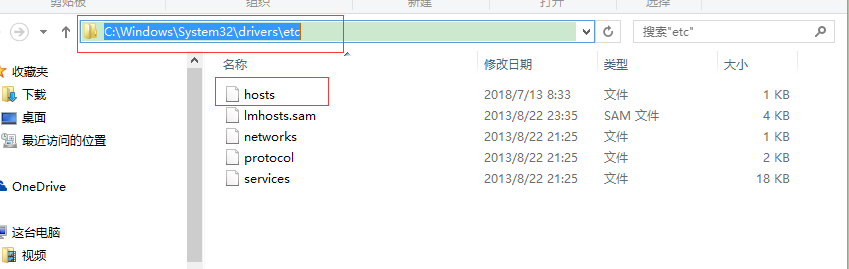 剪贴板 组织 新建 打开 选择
C:\Windows\System32\drivers\etc 搜索"etc"
名称 修改日期 类型 大小
收藏夹
下载
桌面
最近访问的位置
OneDrive
这台电脑
视频
hosts 2018/7/13 8:33 文件 1 KB
lmhosts.sam 2013/8/22 23:35 SAM 文件 4 KB
networks 2013/8/22 21:25 文件 1 KB
protocol 2013/8/22 21:25 文件 2 KB
services 2013/8/22 21:25 文件 18 KB